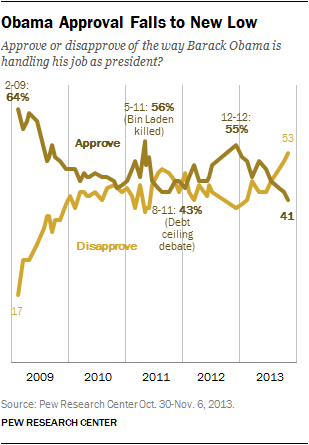 Obama Approval Falls to New Low
Approve or disapprove of the way Barack Obama is
handling his job as president?
2-09:
64%
5-11: 56%
(Bin Laden
killed)
12-12:
55%
53
Approve
8-11: 43%
(Debt
ceiling
debate)
41
Disapprove
17
2009 2010 2011 2012 2013
Source: Pew Research Center Oct. 30-Nov. 6, 2013.
PEW RESEARCH CENTER